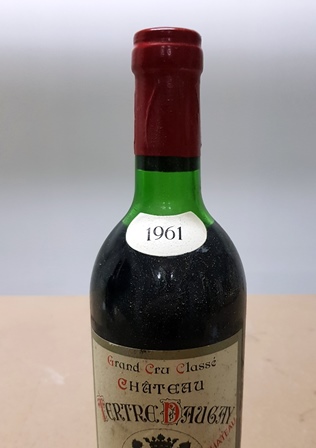 1961
Grand Cru Classé
CHÂTEAU
TERTRE DAUGAY